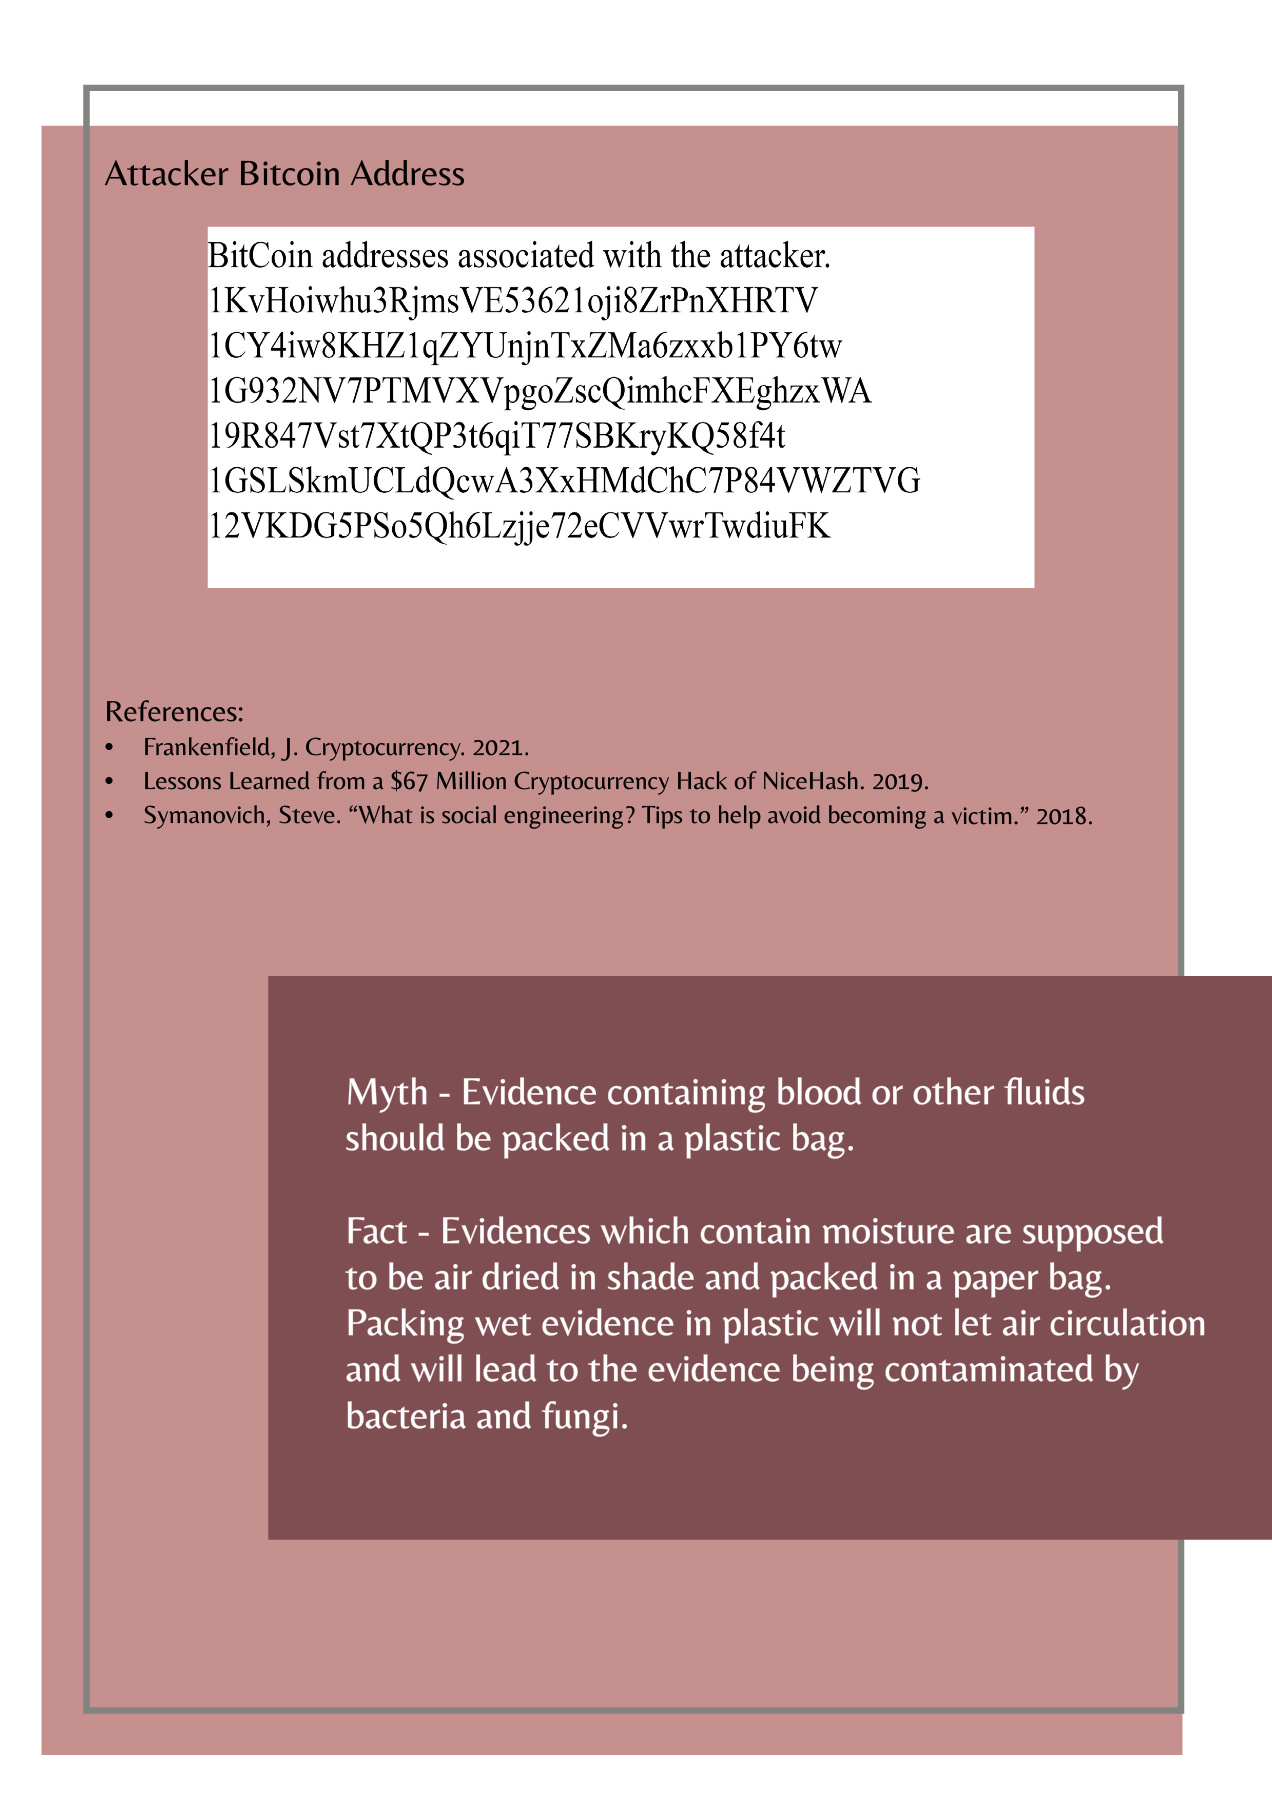 Attacker Bitcoin Address
BitCoin addresses associated with the attacker.
1KvHoiwhu3RjmsVE53621oji8ZrPnXHRTV
1CY4iw8KHZ1qZYUnjnTxZMa6zxxb1PY6tw
1G932NV7PTMVXVpgoZscQimhcFXEghzxWA
19R847Vst7XtQP3t6qiT77SBKryKQ58f4t
1GSLSkmUCLdQcwA3XxHMdChC7P84VWZTVG
12VKDG5PSo5Qh6Lzjje72eCVVwrTwdiuFK
References:
• Frankenfield, J. Cryptocurrency. 2021.
• Lessons Learned from a $67 Million Cryptocurrency Hack of NiceHash. 2019.
• Symanovich, Steve. “What is social engineering? Tips to help avoid becoming a victim.” 2018.
Myth - Evidence containing blood or other fluids
should be packed in a plastic bag.
Fact - Evidences which contain moisture are supposed
to be air dried in shade and packed in a paper bag.
Packing wet evidence in plastic will not let air circulation
and will lead to the evidence being contaminated by
bacteria and fungi.